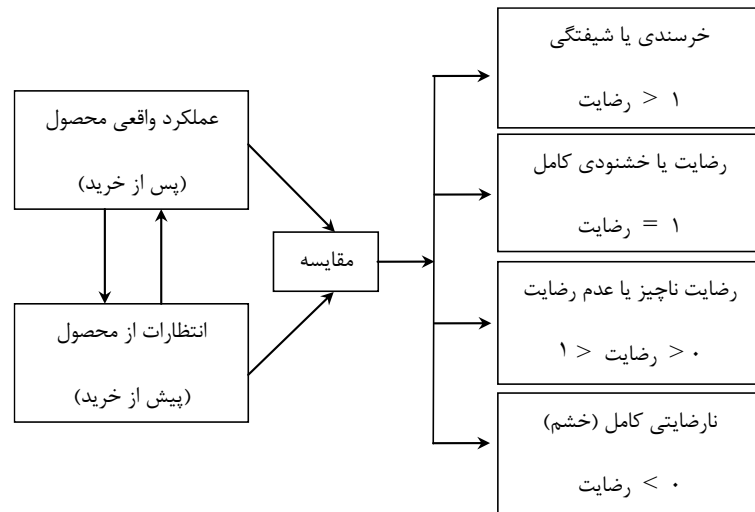 خرسندی یا شیفتگی
۱ < رضایت
عملکرد واقعی محصول
(پس از خرید)
رضایت یا خشنودی کامل
۱ = رضایت
مقایسه
رضایت ناچیز یا عدم رضایت
۰ < رضایت < ۱
انتظارات از محصول
(پیش از خرید)
نارضایتی کامل (خشم)
۰ > رضایت